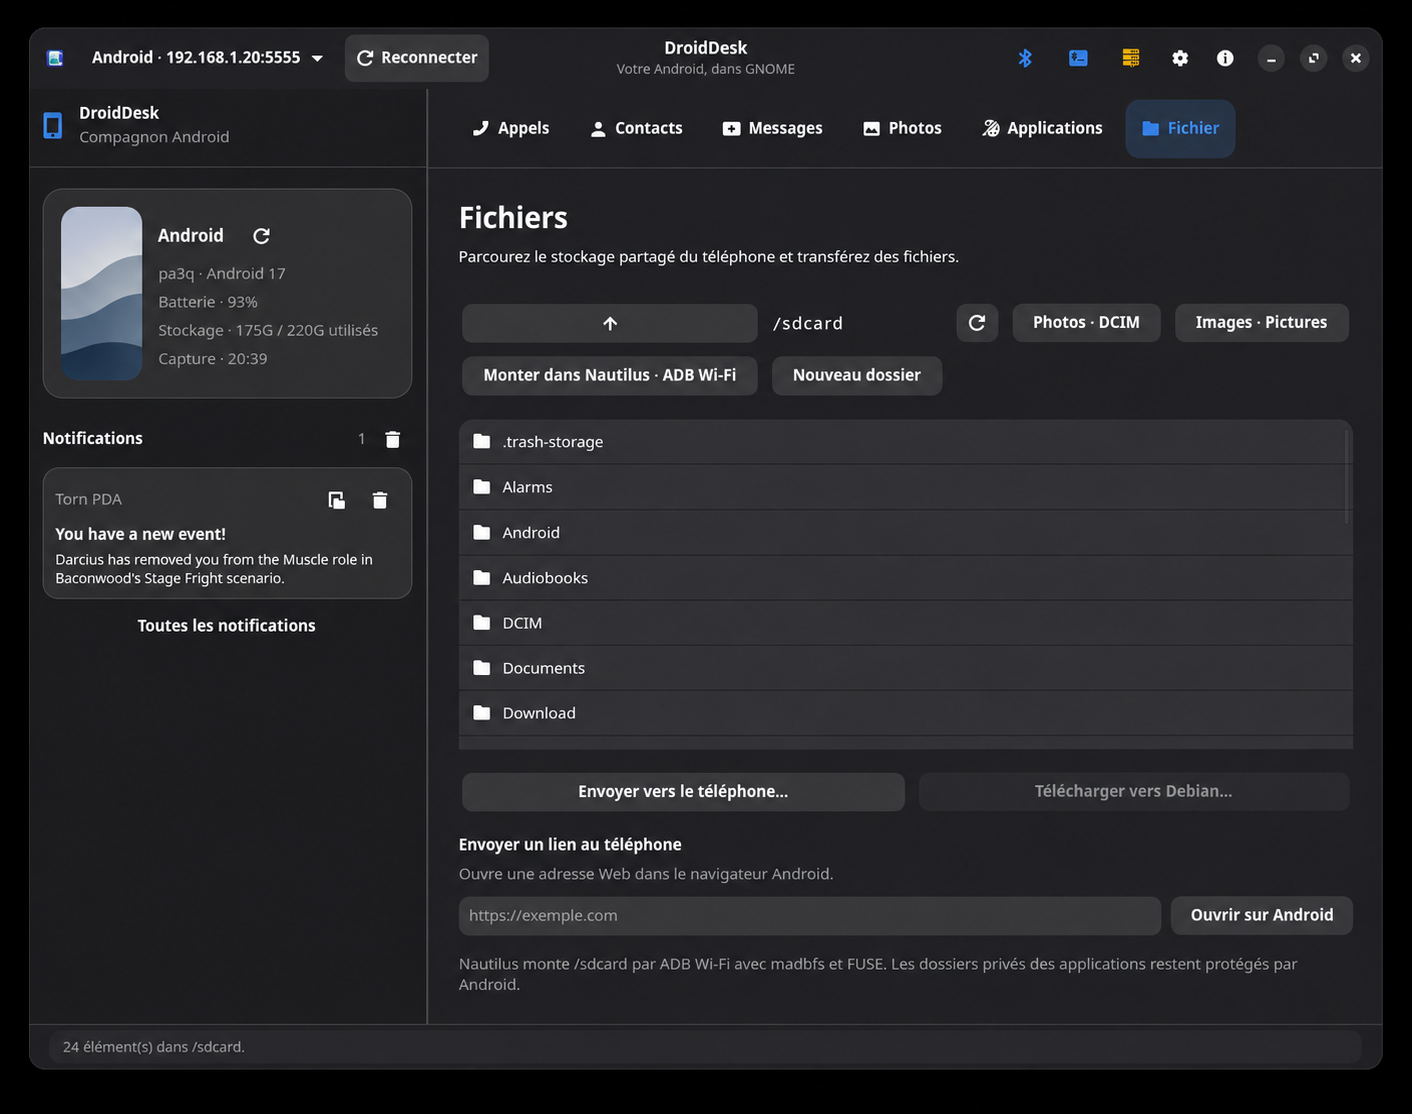 Android · 192.168.1.20:5555
Reconnecter
DroidDesk
Votre Android, dans GNOME
DroidDesk
Compagnon Android
Appels
Contacts
Messages
Photos
Applications
Fichier
Android
pa3q · Android 17
Batterie · 93%
Stockage · 175G / 220G utilisés
Capture · 20:39
Notifications
1
Torn PDA
You have a new event!
Darcius has removed you from the Muscle role in
Baconwood's Stage Fright scenario.
Toutes les notifications
Fichiers
Parcourez le stockage partagé du téléphone et transférez des fichiers.
/sdcard
Photos · DCIM
Images · Pictures
Monter dans Nautilus · ADB Wi-Fi
Nouveau dossier
.trash-storage
Alarms
Android
Audiobooks
DCIM
Documents
Download
Envoyer vers le téléphone...
Télécharger vers Debian...
Envoyer un lien au téléphone
Ouvre une adresse Web dans le navigateur Android.
https://exemple.com
Ouvrir sur Android
Nautilus monte /sdcard par ADB Wi-Fi avec madbfs et FUSE. Les dossiers privés des applications restent protégés par
Android.
24 élément(s) dans /sdcard.